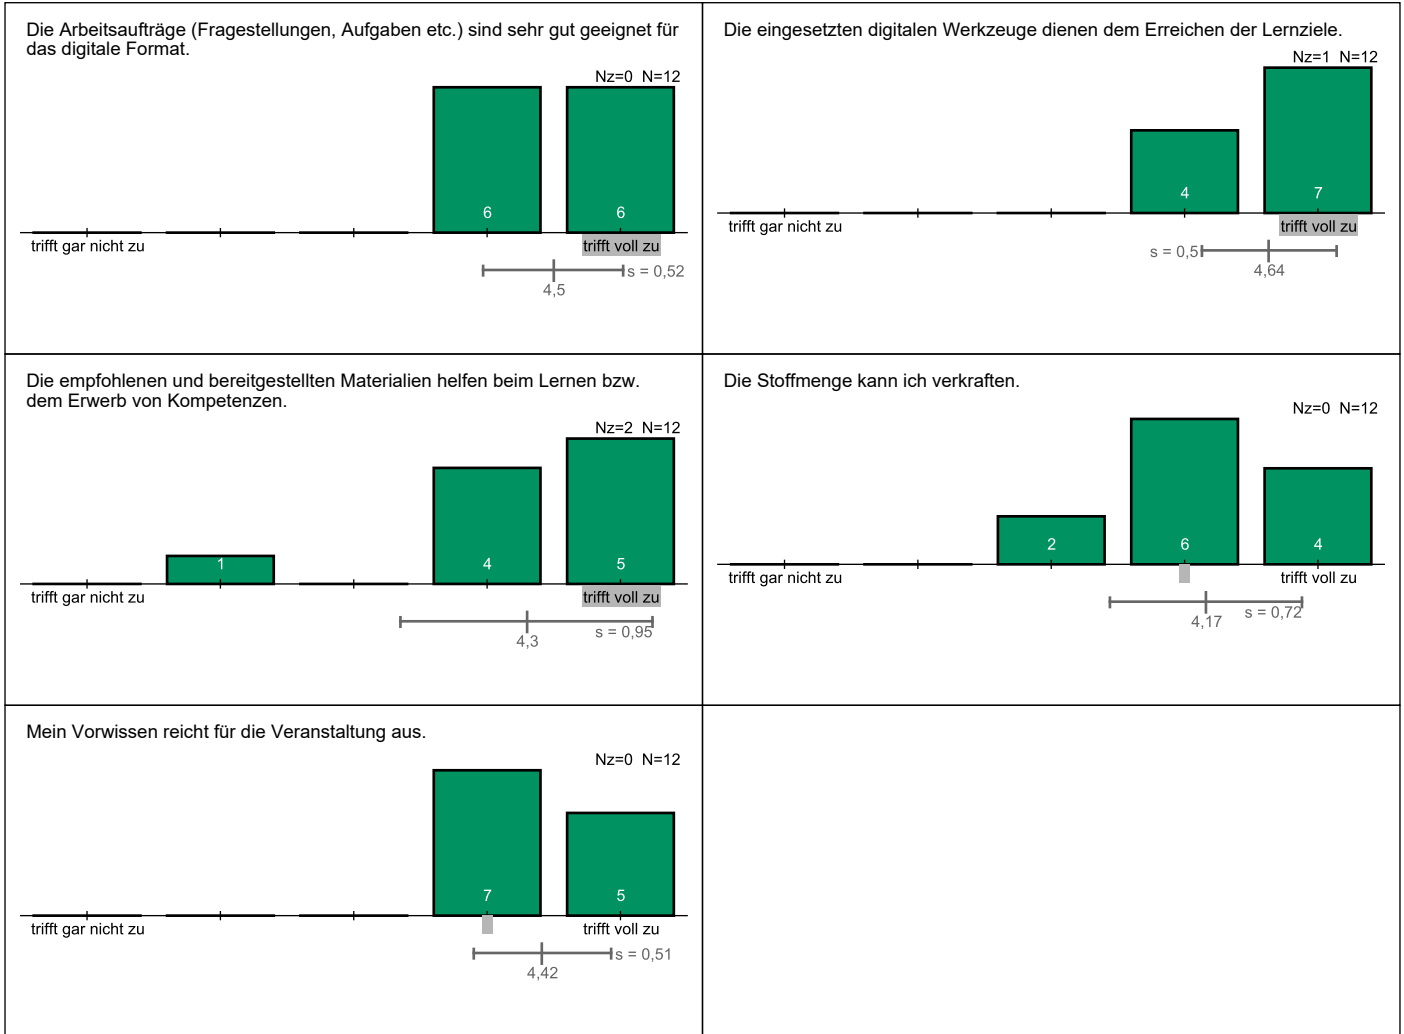 Die Arbeitsaufträge (Fragestellungen, Aufgaben etc.) sind sehr gut geeignet für
das digitale Format.
Nz=0 N=12
6
6
trifft gar nicht zu
trifft voll zu
s = 0,52
4,5
Die eingesetzten digitalen Werkzeuge dienen dem Erreichen der Lernziele.
Nz=1 N=12
4
7
trifft gar nicht zu
trifft voll zu
s = 0,5
4,64
Die empfohlenen und bereitgestellten Materialien helfen beim Lernen bzw.
dem Erwerb von Kompetenzen.
Nz=2 N=12
1
4
5
trifft gar nicht zu
trifft voll zu
s = 0,95
4,3
Die Stoffmenge kann ich verkraften.
Nz=0 N=12
2
6
4
trifft gar nicht zu
trifft voll zu
s = 0,72
4,17
Mein Vorwissen reicht für die Veranstaltung aus.
Nz=0 N=12
7
5
trifft gar nicht zu
trifft voll zu
s = 0,51
4,42